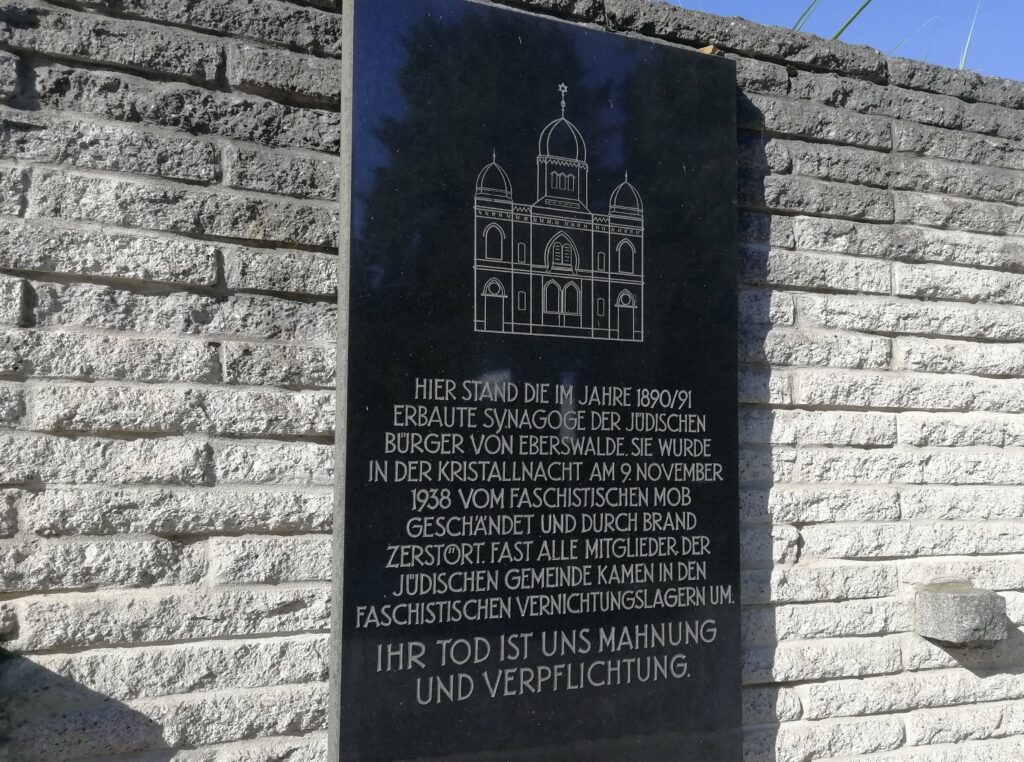 HIER STAND DIE IM JAHRE 1890/91
ERBAUTE SYNAGOGE DER JÜDISCHEN
BÜRGER VON EBERSWALDE. SIE WURDE
IN DER KRISTALLNACHT AM 9. NOVEMBER
1938 VOM FASCHISTISCHEN MOB
GESCHÄNDET UND DURCH BRAND
ZERSTÖRT. FAST ALLE MITGLIEDER DER
JÜDISCHEN GEMEINDE KAMEN IN DEN
FASCHISTISCHEN VERNICHTUNGSLAGERN UM.
IHR TOD IST UNS MAHNUNG
UND VERPFLICHTUNG.